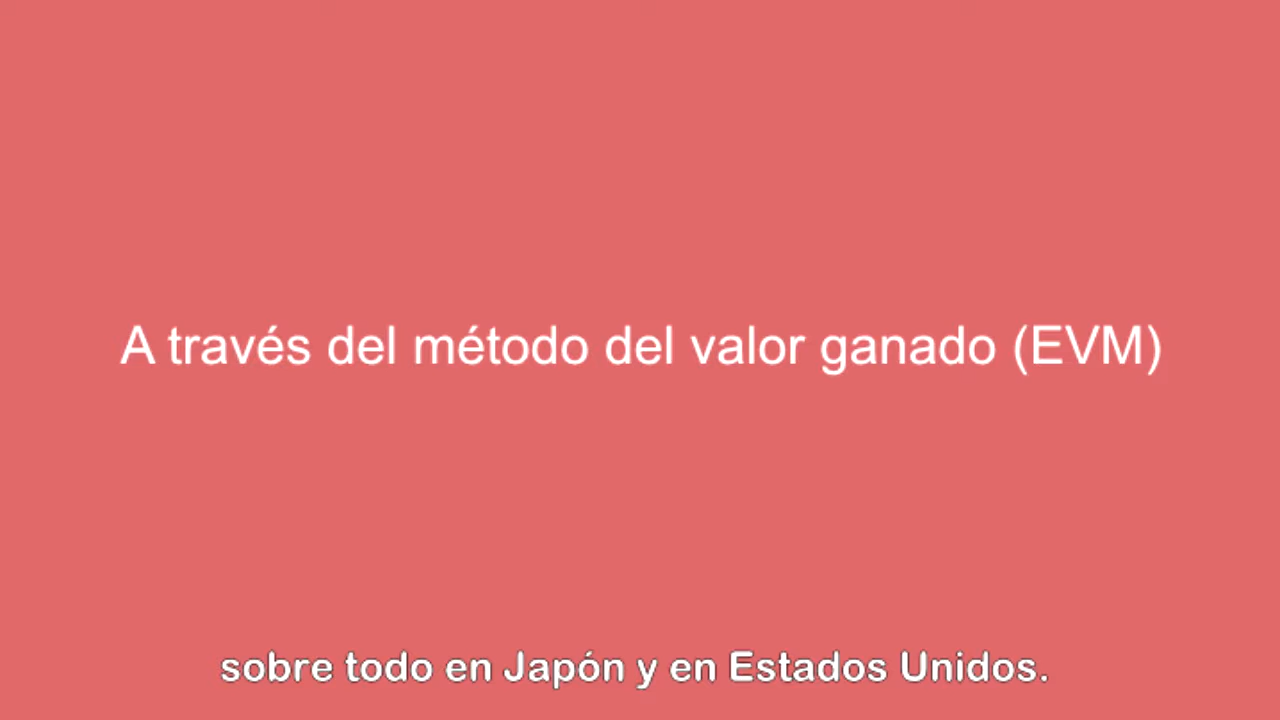 A través del método del valor ganado (EVM)
sobre todo en Japón y en Estados Unidos.